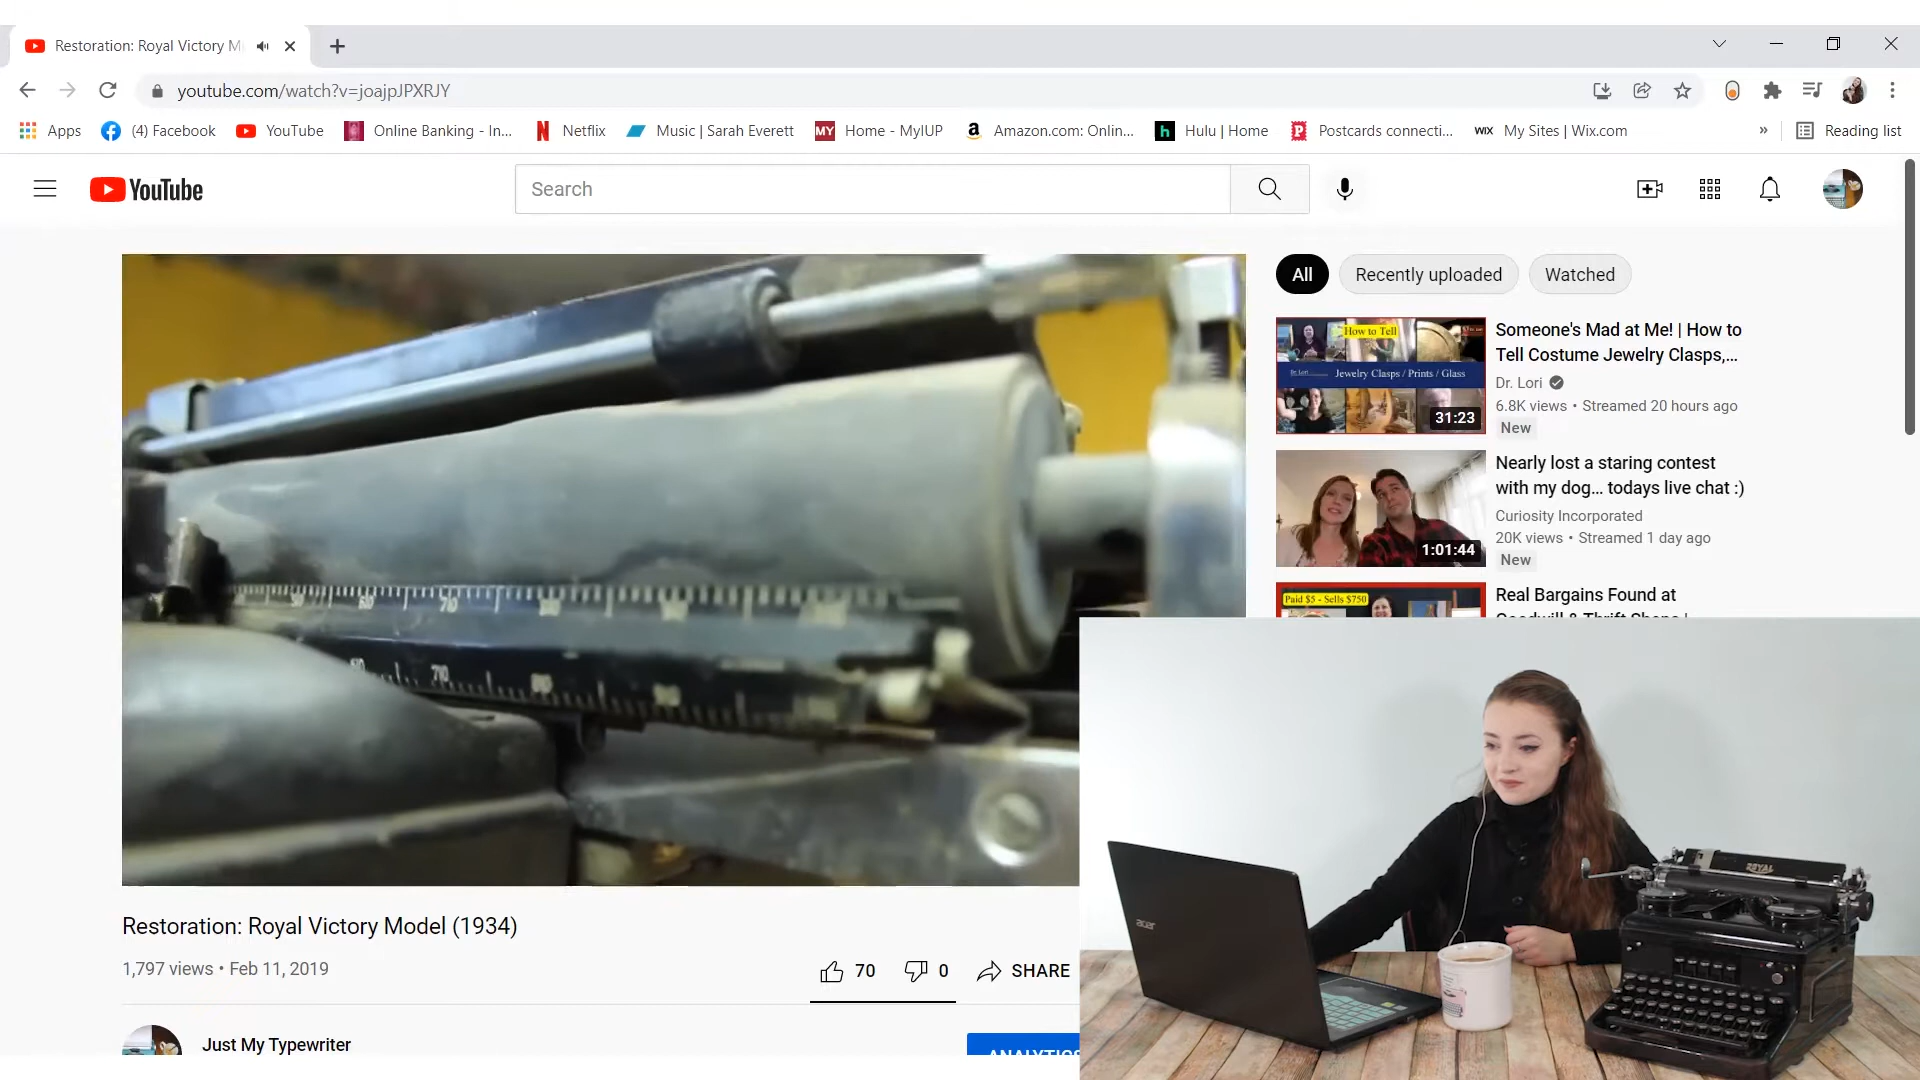 Restoration: Royal Victory M
youtube.com/watch?v=joajpJPXRJY
Apps
(4) Facebook
YouTube
Online Banking - In...
Netflix
Music | Sarah Everett
MY
Home - MyIUP
a
Amazon.com: Onlin...
h
Hulu | Home
Postcards connecti...
WIX
My Sites | Wix.com
»
Reading list
YouTube
Search
All
Recently uploaded
Watched
How to Tell
Jewelry Clasps / Prints / Glass
31:23
Someone's Mad at Me! | How to
Tell Costume Jewelry Clasps,...
Dr. Lori
6.8K views • Streamed 20 hours ago
New
1:01:44
Nearly lost a staring contest
with my dog... todays live chat :)
Curiosity Incorporated
20K views • Streamed 1 day ago
New
Paid $5 - Sells $750
Real Bargains Found at
70
Restoration: Royal Victory Model (1934)
1,797 views • Feb 11, 2019
70
0
SHARE
Just My Typewriter
ANALYTICS
acer
ROYAL